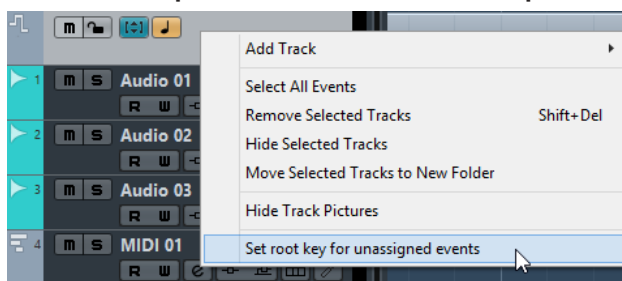 m
Add Track
1 m S Audio 01
R W
Select All Events
Remove Selected Tracks Shift+Del
2 m S Audio 02
R W
Hide Selected Tracks
Move Selected Tracks to New Folder
3 m S Audio 03
R W
Hide Track Pictures
4 m S MIDI 01
Set root key for unassigned events
R W e